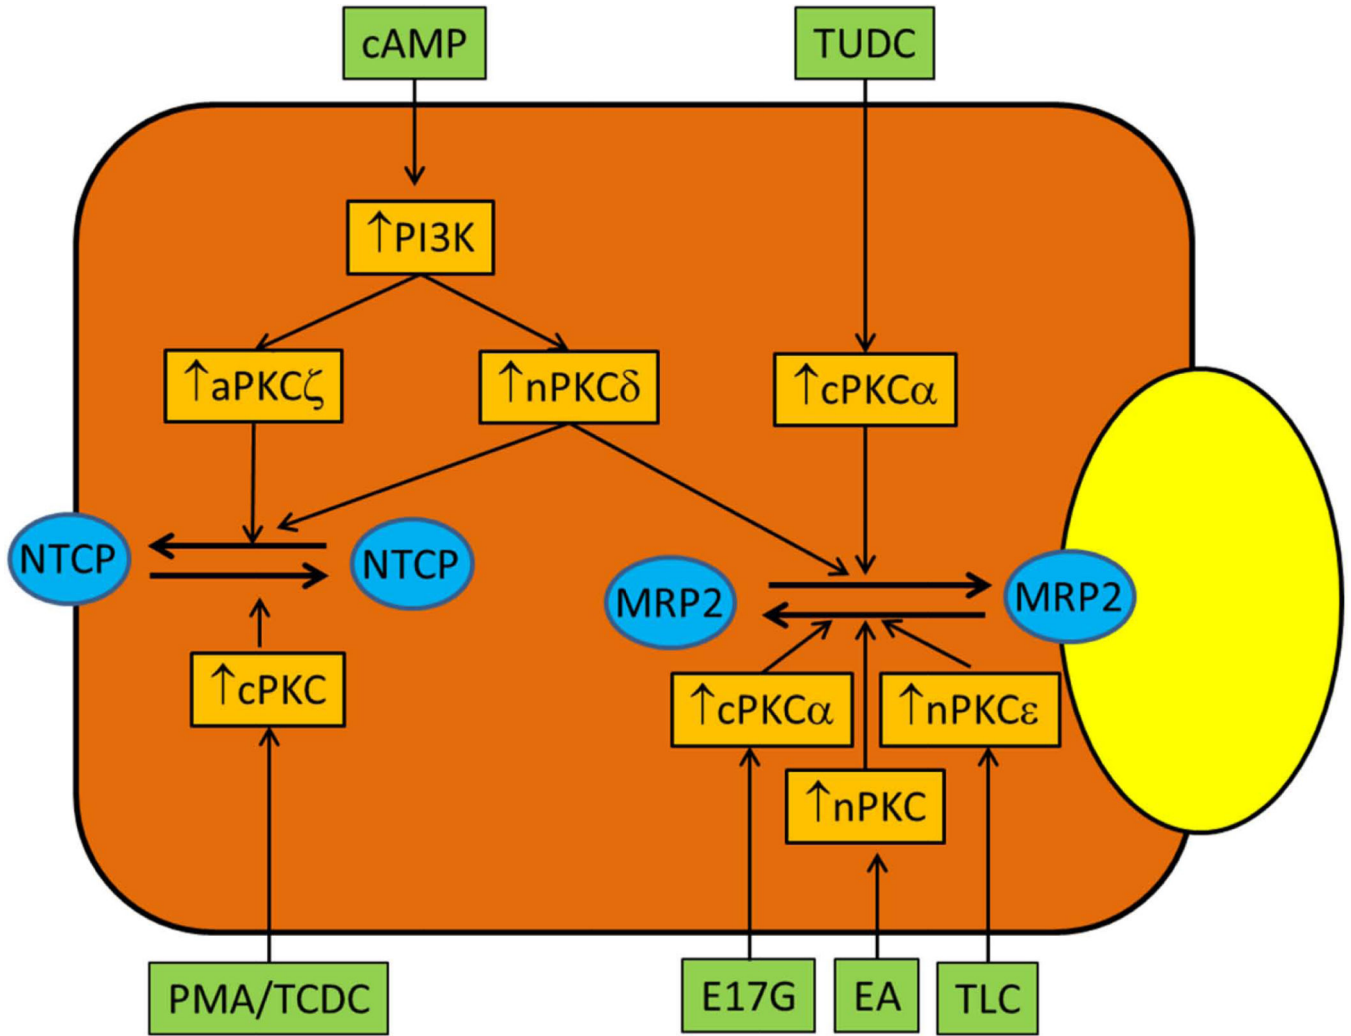 cAMP
TUDC
↑PI3K
↑aPKCζ
↑nPKCδ
↑cPKCα
NTCP
NTCP
MRP2
MRP2
↑cPKC
↑cPKCα
↑nPKCε
↑nPKC
PMA/TCDC
E17G
EA
TLC